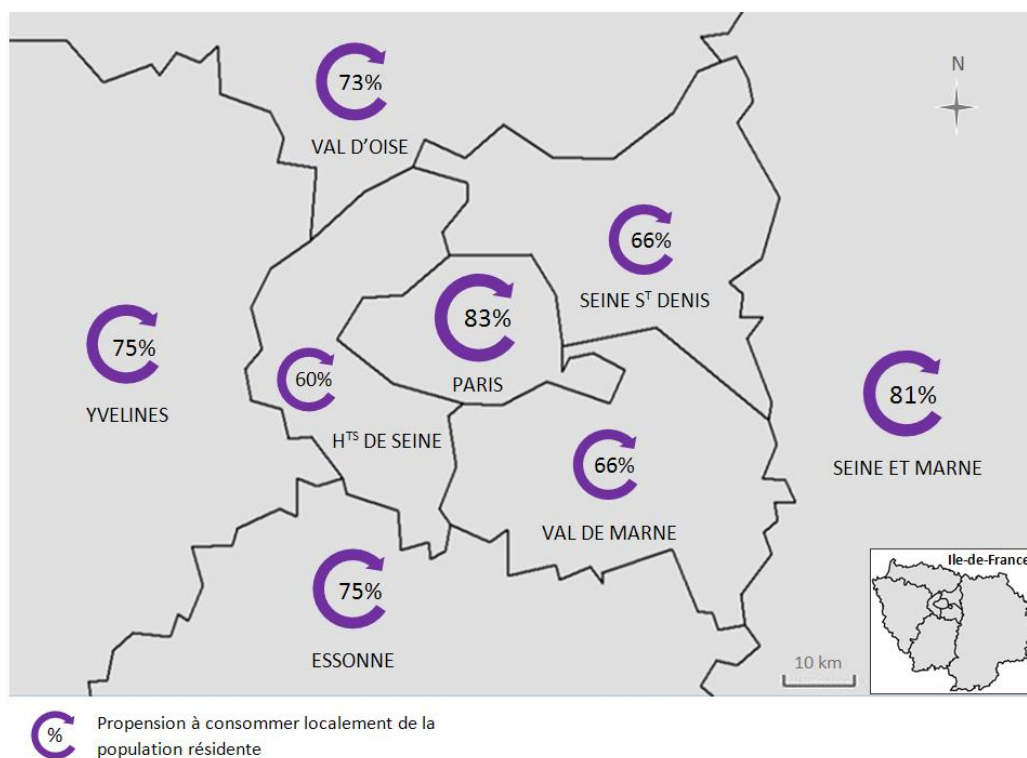 N
73%
VAL D’OISE
66%
SEINE Sᵀ DENIS
83%
PARIS
75%
YVELINES
60%
Hᵀˢ DE SEINE
81%
SEINE ET MARNE
66%
VAL DE MARNE
75%
ESSONNE
Ile-de-France
10 km
% Propension à consommer localement de la
population résidente